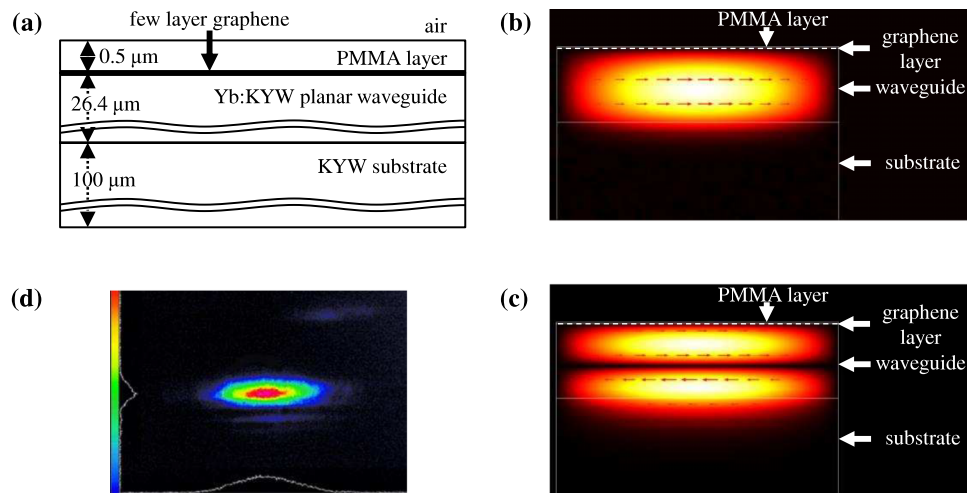 (a)
few layer graphene
air
0.5 μm
PMMA layer
Yb:KYW planar waveguide
26.4 μm
KYW substrate
100 μm
(b)
PMMA layer
graphene
layer
waveguide
substrate
(d)
(c)
PMMA layer
graphene
layer
waveguide
substrate